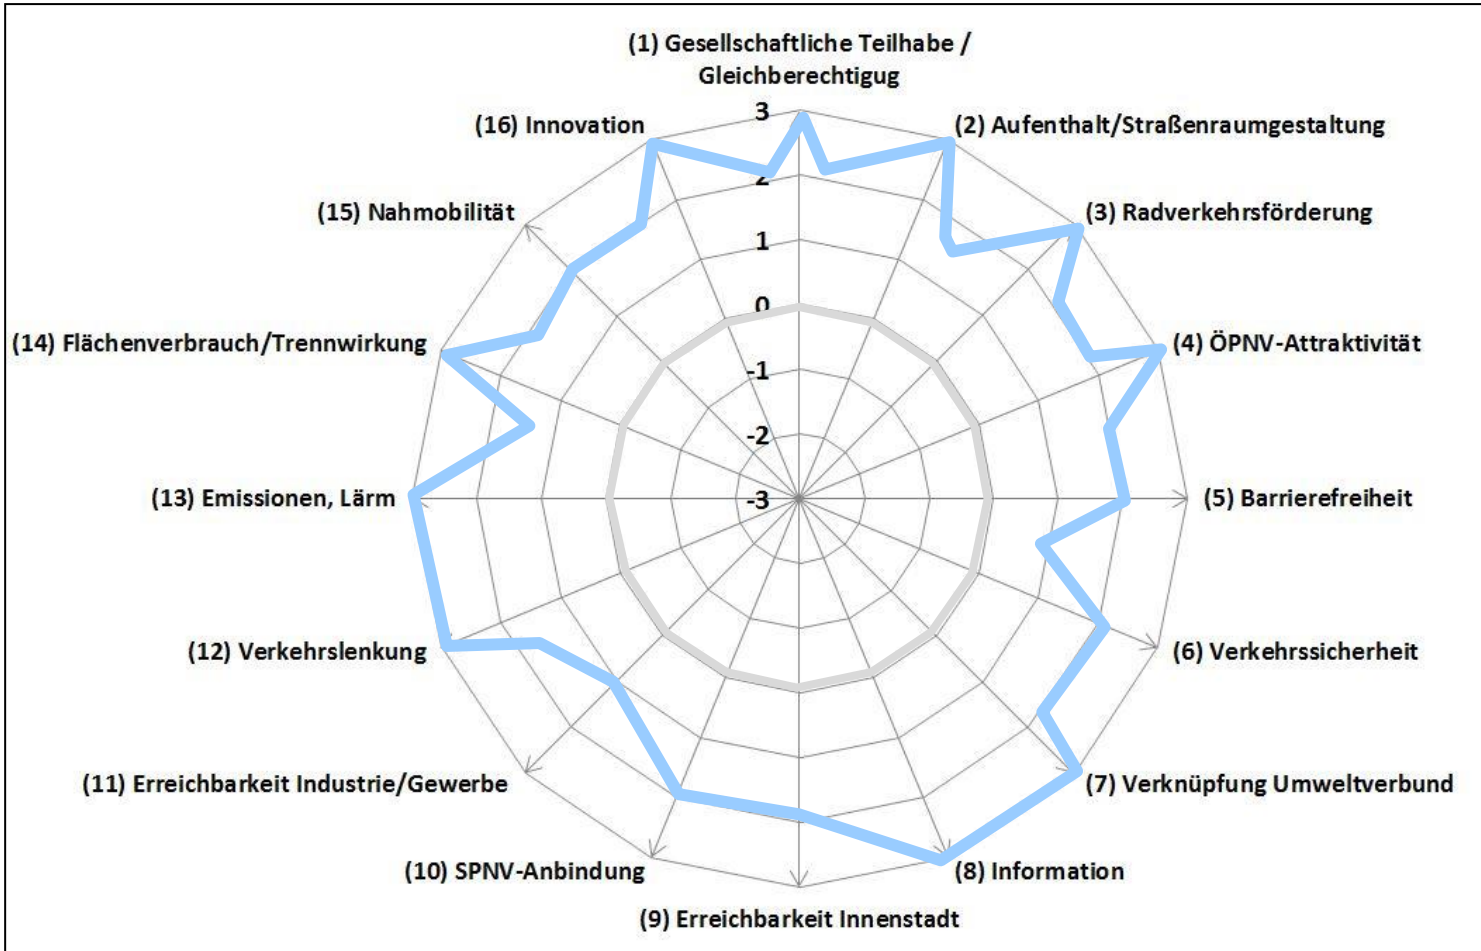 (1) Gesellschaftliche Teilhabe /
Gleichberechtigug
(2) Aufenthalt/Straßenraumgestaltung
(3) Radverkehrsförderung
(4) ÖPNV-Attraktivität
(5) Barrierefreiheit
(6) Verkehrssicherheit
(7) Verknüpfung Umweltverbund
(8) Information
(9) Erreichbarkeit Innenstadt
(10) SPNV-Anbindung
(11) Erreichbarkeit Industrie/Gewerbe
(12) Verkehrslenkung
(13) Emissionen, Lärm
(14) Flächenverbrauch/Trennwirkung
(15) Nahmobilität
(16) Innovation
3
2
1
0
-1
-2
-3